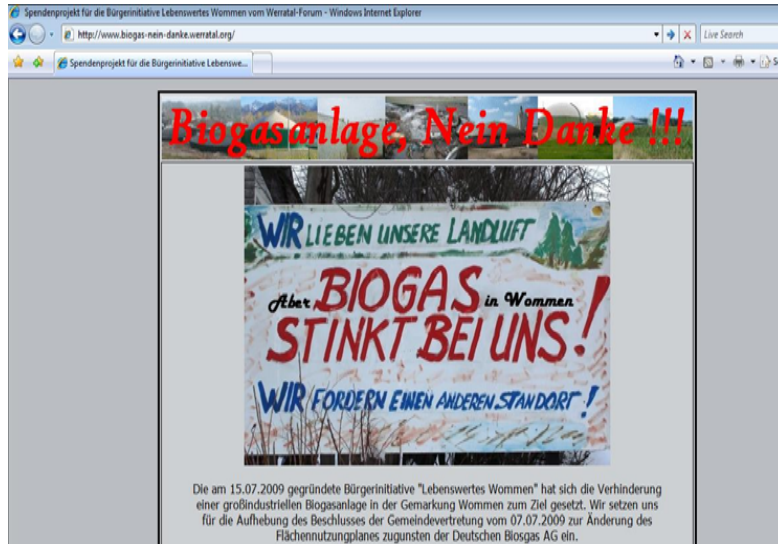 Spendenprojekt für die Bürgerinitiative Lebenswertes Wommen vom Werratal-Forum - Windows Internet Explorer
http://www.biogas-nein-danke.werratal.org/
Live Search
Spendenprojekt für die Bürgerinitiative Lebenswe...
Biogasanlage, Nein Danke !!!
WIR LIEBEN UNSERE LANDLUFT
Aber BIOGAS in Wommen
STINKT BEI UNS!
WIR FORDERN EINEN ANDEREN STANDORT!
Die am 15.07.2009 gegründete Bürgerinitiative "Lebenswertes Wommen" hat sich die Verhinderung
einer großindustriellen Biogasanlage in der Gemarkung Wommen zum Ziel gesetzt. Wir setzen uns
für die Aufhebung des Beschlusses der Gemeindevertretung vom 07.07.2009 zur Änderung des
Flächennutzungplanes zugunsten der Deutschen Biosgas AG ein.